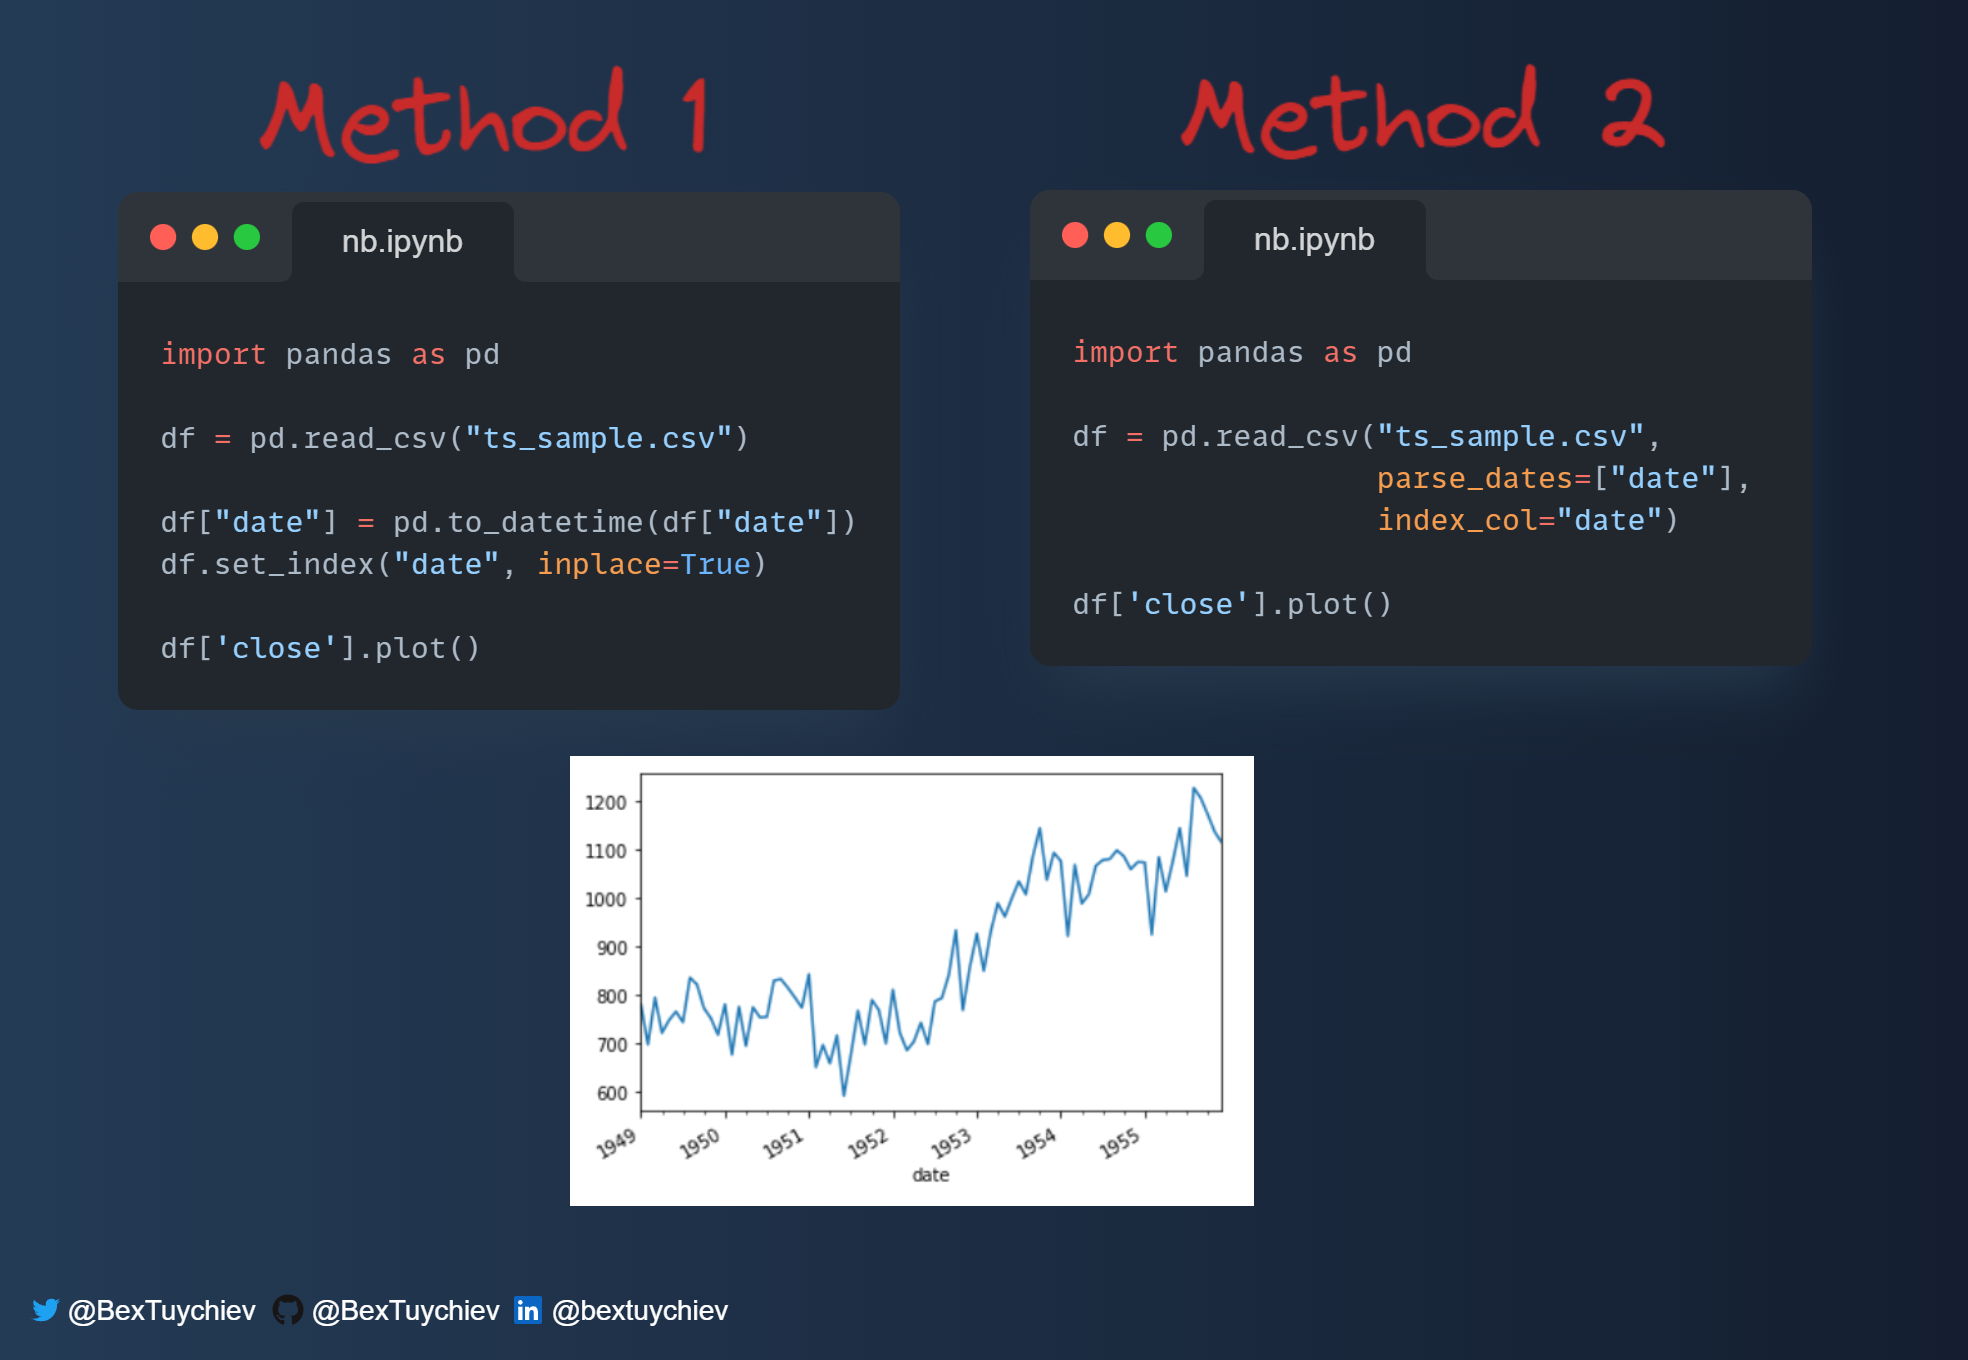 Method 1
nb.ipynb
import pandas as pd
df = pd.read_csv("ts_sample.csv")
df["date"] = pd.to_datetime(df["date"])
df.set_index("date", inplace=True)
df['close'].plot()
Method 2
nb.ipynb
import pandas as pd
df = pd.read_csv("ts_sample.csv",
parse_dates=["date"],
index_col="date")
df['close'].plot()
1200
1100
1000
900
800
700
600
1949 1950 1951 1952 1953 1954 1955
date
@BexTuychiev @BexTuychiev in @bextuychiev